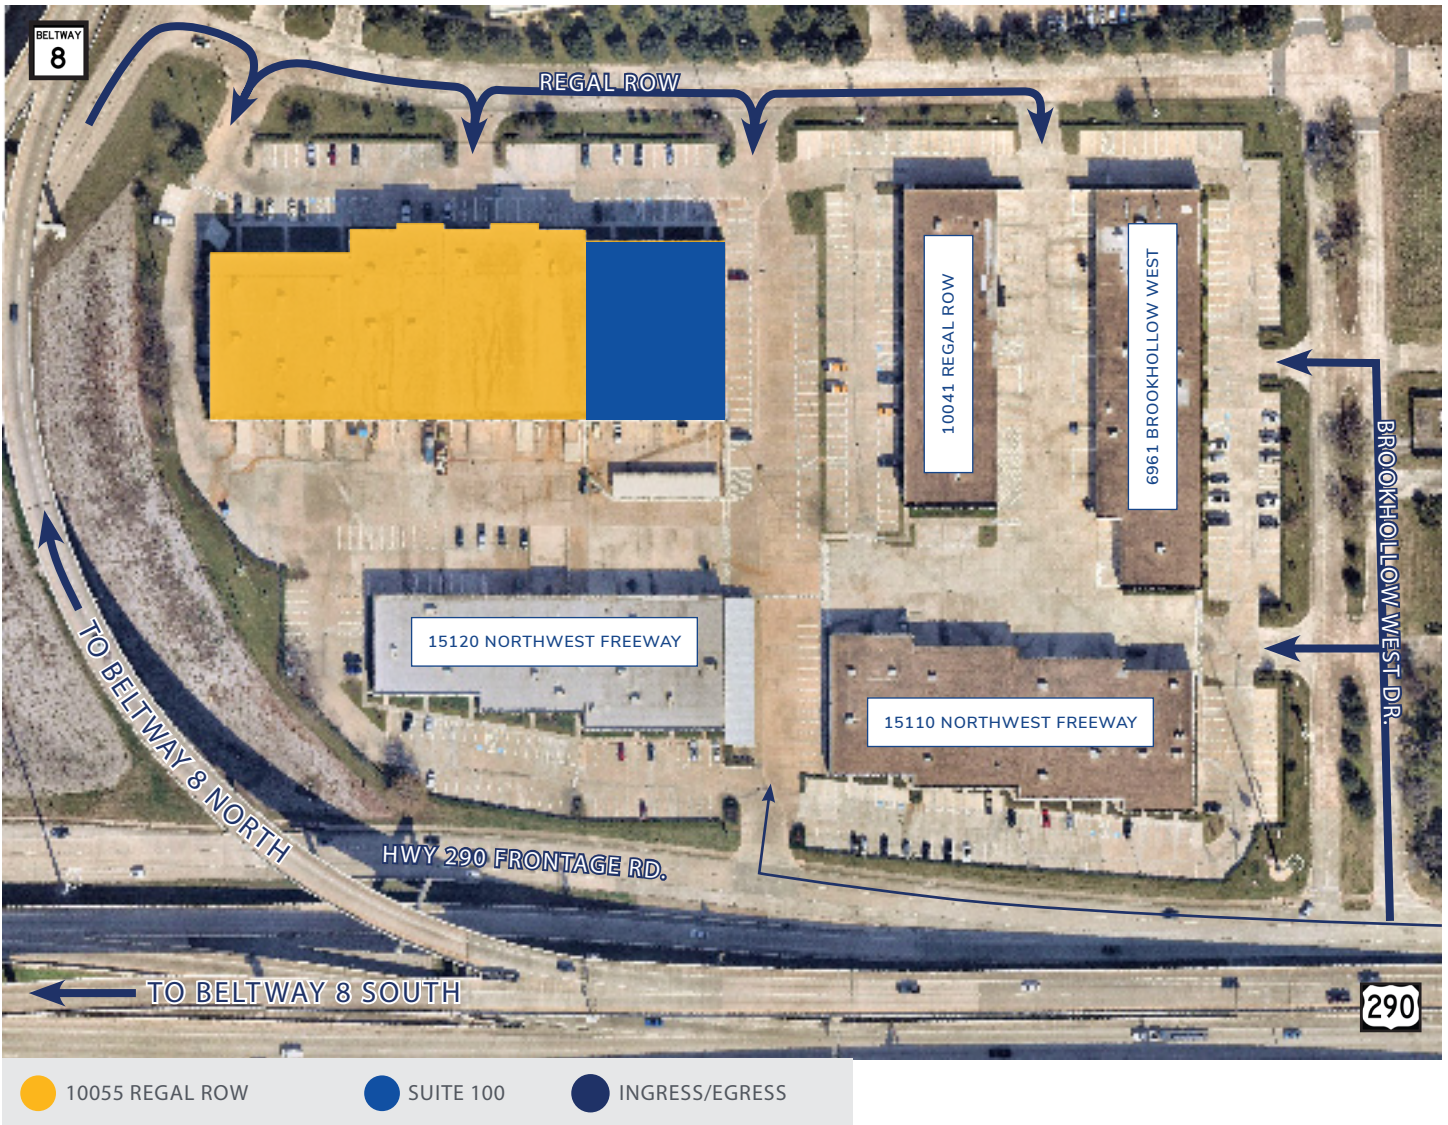 BELTWAY
8
REGAL ROW
10041 REGAL ROW
6961 BROOKHOLLOW WEST
BROOKHOLLOW WEST DR.
15120 NORTHWEST FREEWAY
15110 NORTHWEST FREEWAY
TO BELTWAY 8 NORTH
HWY 290 FRONTAGE RD.
TO BELTWAY 8 SOUTH
290
10055 REGAL ROW
SUITE 100
INGRESS/EGRESS